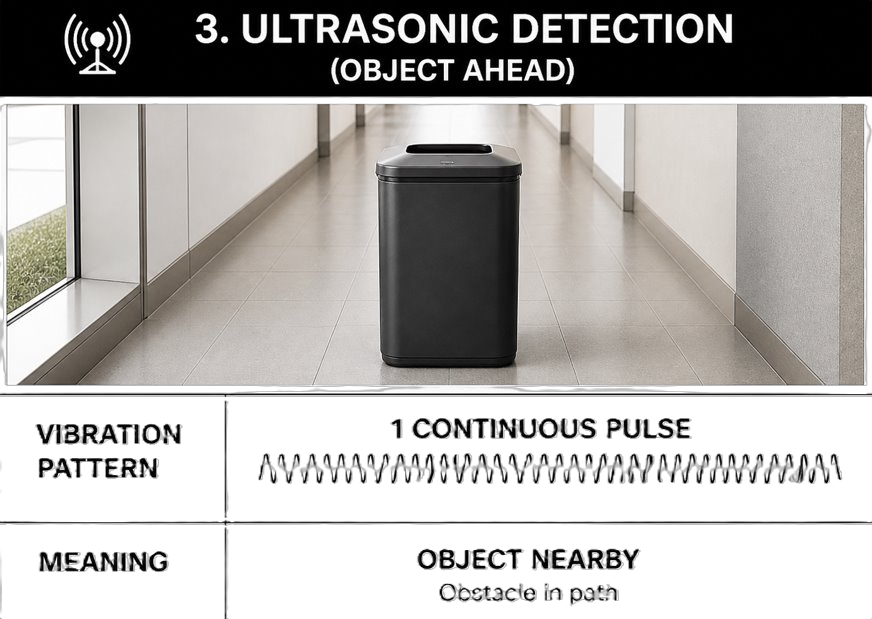 3. ULTRASONIC DETECTION
(OBJECT AHEAD)
VIBRATION
PATTERN
1 CONTINUOUS PULSE
MEANING
OBJECT NEARBY
Obstacle in path